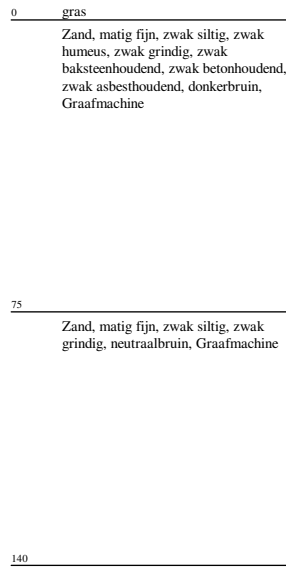 0 gras
Zand, matig fijn, zwak siltig, zwak
humeus, zwak grindig, zwak
baksteenhoudend, zwak betonhoudend,
zwak asbesthoudend, donkerbruin,
Graafmachine
75
Zand, matig fijn, zwak siltig, zwak
grindig, neutraalbruin, Graafmachine
140